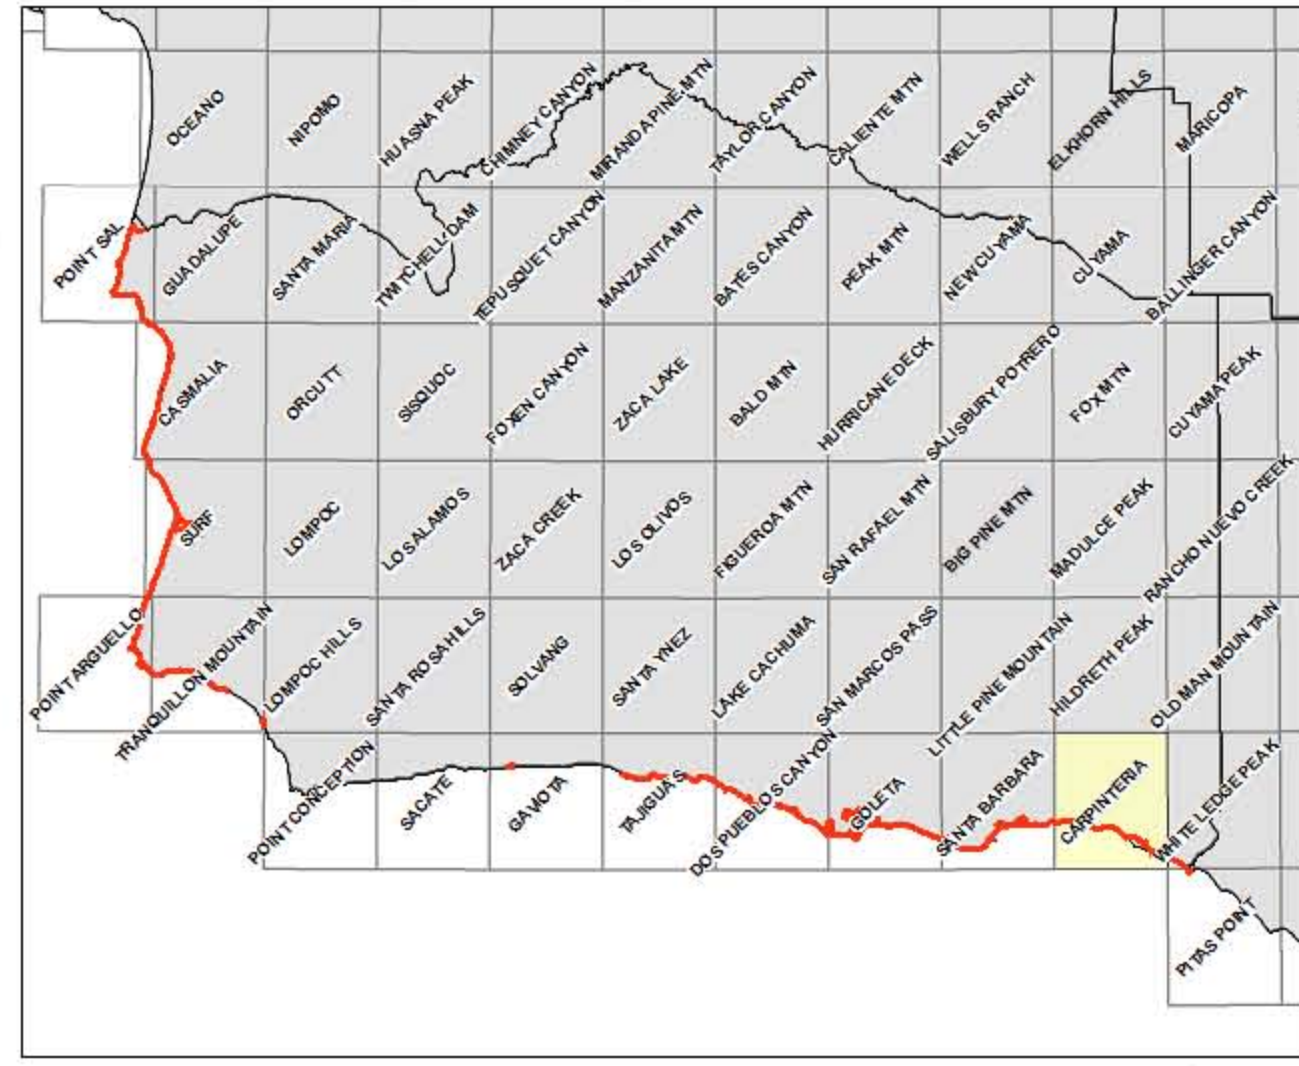 OCEANO
NIPOMO
HUASNA PEAK
CHIMNEY CANYON
MIRANDA PINE MTN
TAYLOR CANYON
CALIENTE MTN
WELLS RANCH
ELKHORN HILLS
MARICOPA
POINT SAL
GUADALUPE
SANTA MARIA
TWITCHELL DAM
TEPUSQUET CANYON
MANZANITA MTN
BATES CANYON
PEAK MTN
NEW CUYAMA
CUYAMA
BALLINGER CANYON
CASMALIA
ORCUTT
SISQUOC
FOXEN CANYON
ZACA LAKE
BALD MTN
HURRICANE DECK
SALISBURY POTRERO
FOX MTN
CUYAMA PEAK
SURF
LOMPOC
LOS ALAMOS
ZACA CREEK
LOS OLIVOS
FIGUEROA MTN
SAN RAFAEL MTN
BIG PINE MTN
MADULCE PEAK
RANCHO NUEVO CREEK
POINT ARGUELLO
TRANQUILLON MOUNTAIN
LOMPOC HILLS
SANTA ROSA HILLS
SOLVANG
SANTA YNEZ
LAKE CACHUMA
SAN MARCOS PASS
LITTLE PINE MOUNTAIN
HILDRETH PEAK
OLD MAN MOUNTAIN
POINT CONCEPTION
SACATE
GAVIOTA
TAJIGUAS
DOS PUEBLOS CANYON
GOLETA
SANTA BARBARA
CARPINTERIA
WHITE LEDGE PEAK
PITAS POINT